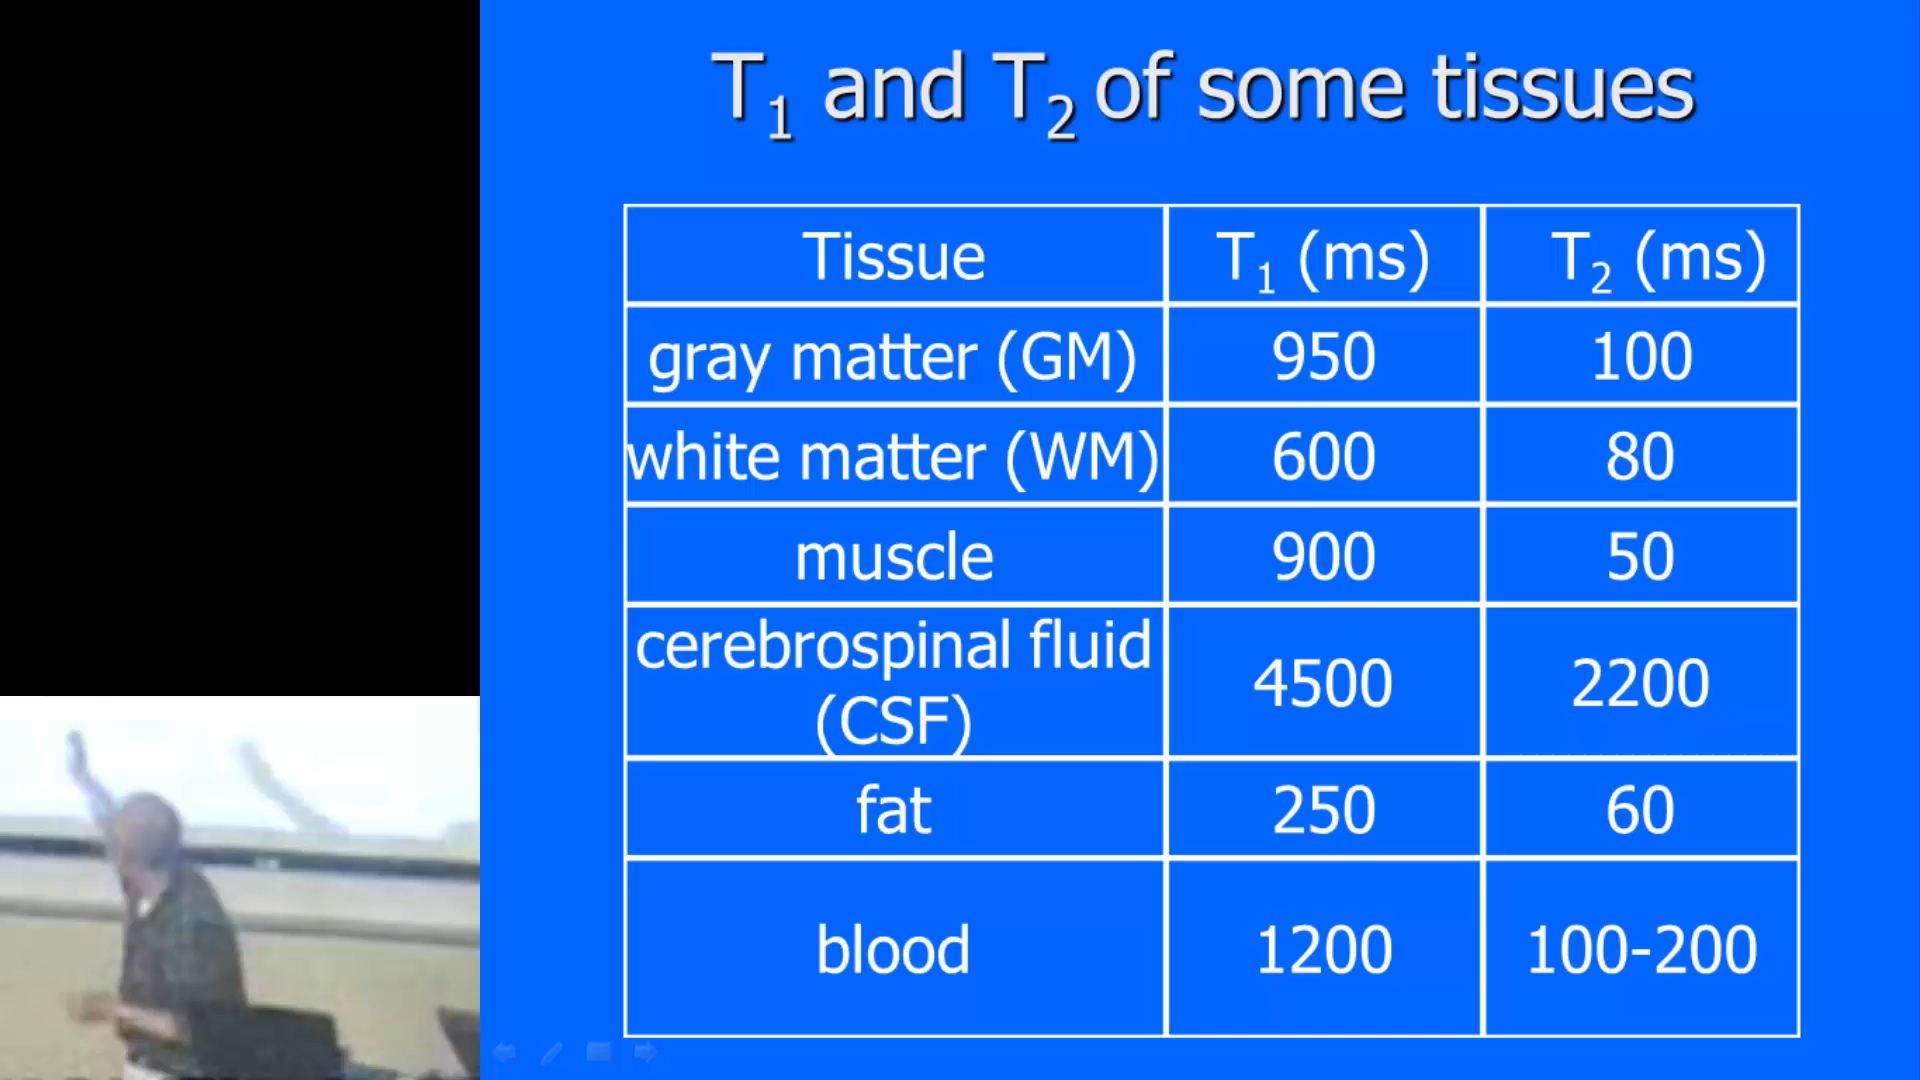 T₁ and T₂ of some tissues
Tissue T₁ (ms) T₂ (ms)
gray matter (GM) 950 100
white matter (WM) 600 80
muscle 900 50
cerebrospinal fluid
(CSF) 4500 2200
fat 250 60
blood 1200 100-200